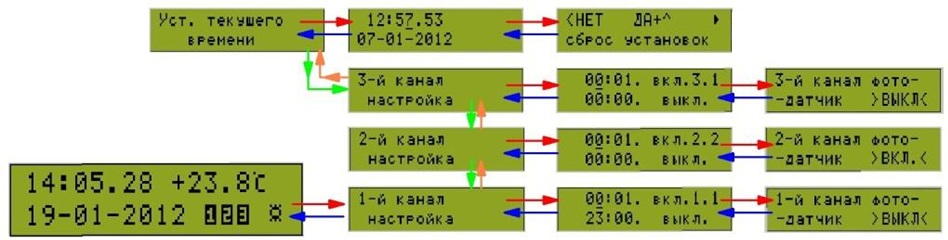 Уст. текущего
времени
12:57.53
07-01-2012
<НЕТ ДА+^
сброс установок
3-й канал
настройка
00:01. вкл.3.1
00:00. выкл.
3-й канал фото-
-датчик >ВЫКЛ<
2-й канал
настройка
00:01. вкл.2.2
00:00. выкл.
2-й канал фото-
-датчик >ВКЛ.<
14:05.28 +23.8℃
19-01-2012 123
1-й канал
настройка
00:01. вкл.1.1
23:00. выкл.
1-й канал фото-
-датчик >ВЫКЛ<